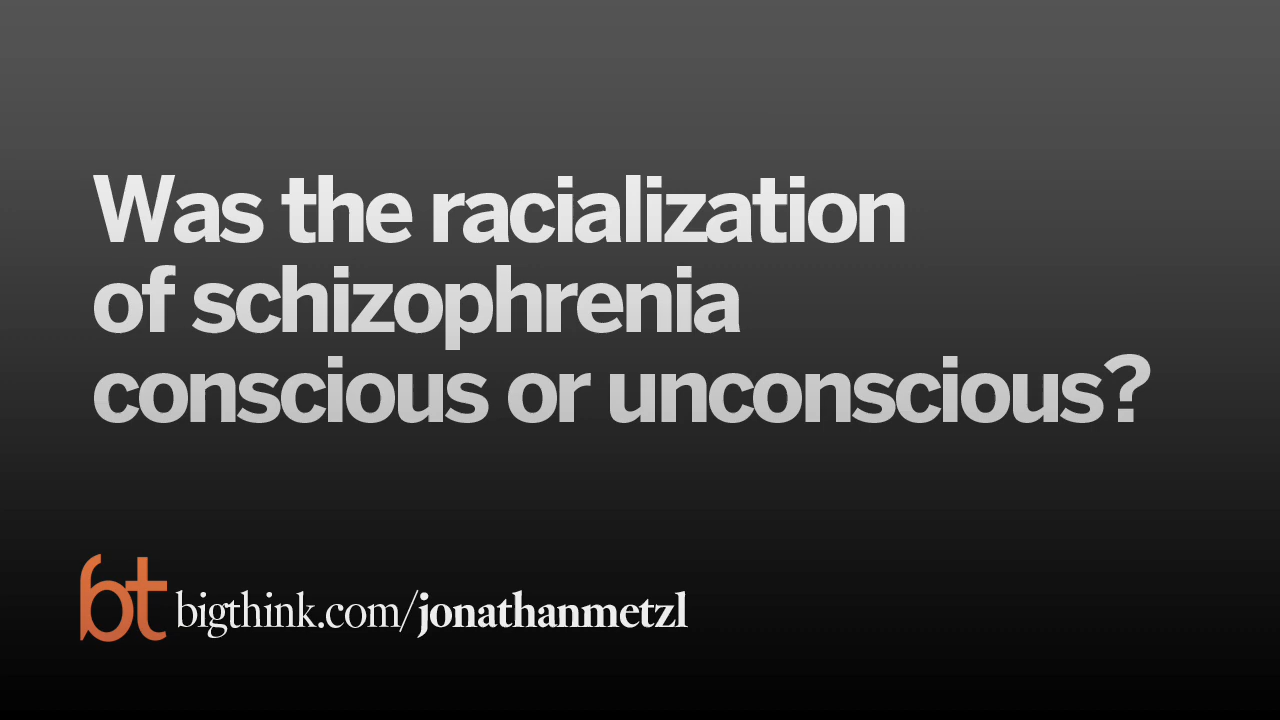 Was the racialization
of schizophrenia
conscious or unconscious?
bt bigthink.com/jonathanmetzl